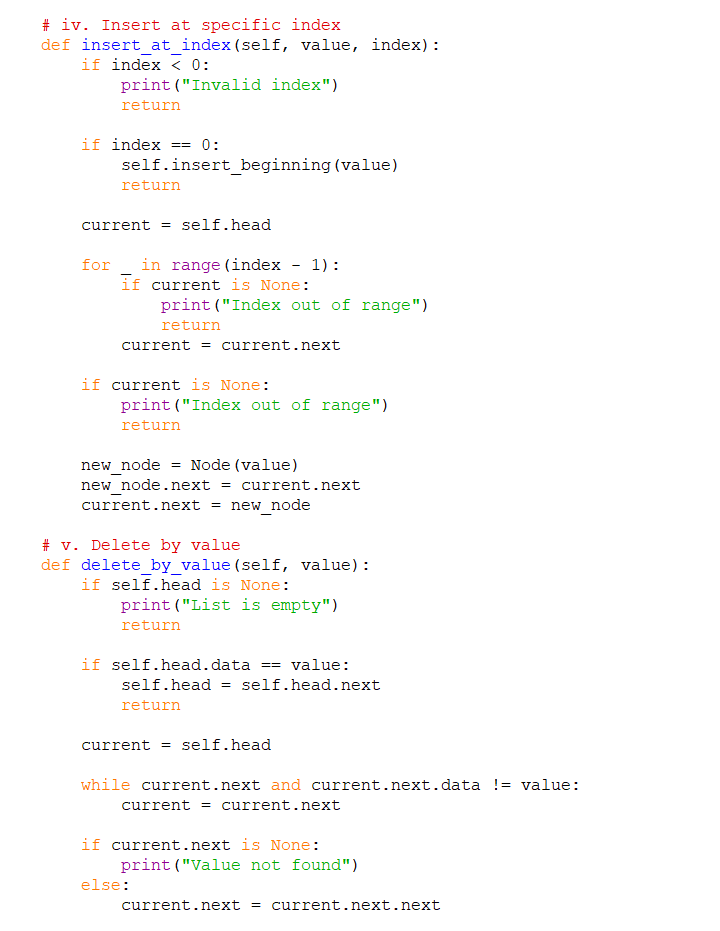 # iv. Insert at specific index
def insert_at_index(self, value, index):
    if index < 0:
        print("Invalid index")
        return

    if index == 0:
        self.insert_beginning(value)
        return

    current = self.head

    for _ in range(index - 1):
        if current is None:
            print("Index out of range")
            return
        current = current.next

    if current is None:
        print("Index out of range")
        return

    new_node = Node(value)
    new_node.next = current.next
    current.next = new_node

# v. Delete by value
def delete_by_value(self, value):
    if self.head is None:
        print("List is empty")
        return

    if self.head.data == value:
        self.head = self.head.next
        return

    current = self.head

    while current.next and current.next.data != value:
        current = current.next

    if current.next is None:
        print("Value not found")
    else:
        current.next = current.next.next